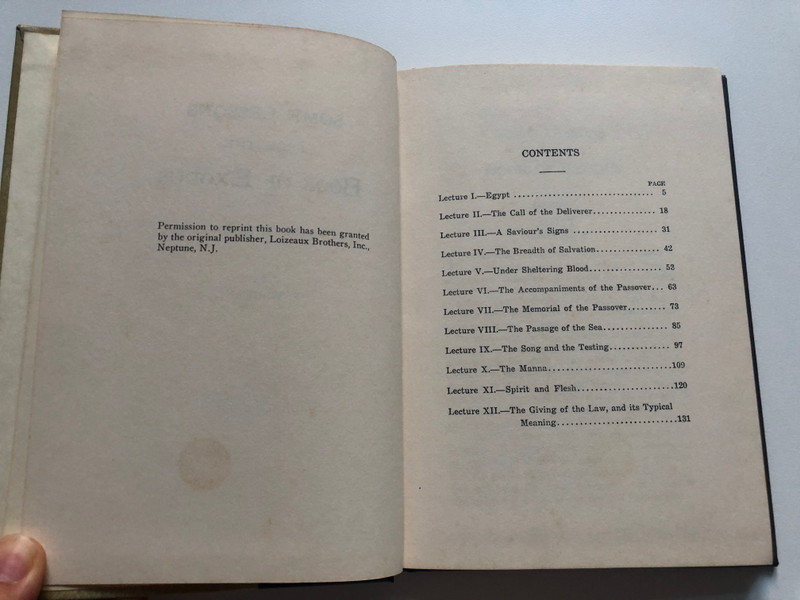 Permission to reprint this book has been granted
by the original publisher, Loizeaux Brothers, Inc.,
Neptune, N.J.
CONTENTS
PAGE
Lecture I.—Egypt ................................ 5
Lecture II.—The Call of the Deliverer............... 18
Lecture III.—A Saviour's Signs .................... 31
Lecture IV.—The Breadth of Salvation............... 42
Lecture V.—Under Sheltering Blood................. 53
Lecture VI.—The Accompaniments of the Passover... 63
Lecture VII.—The Memorial of the Passover......... 73
Lecture VIII.—The Passage of the Sea............... 85
Lecture IX.—The Song and the Testing.............. 97
Lecture X.—The Manna.............................109
Lecture XI.—Spirit and Flesh.......................120
Lecture XII.—The Giving of the Law, and its Typical
Meaning............................131